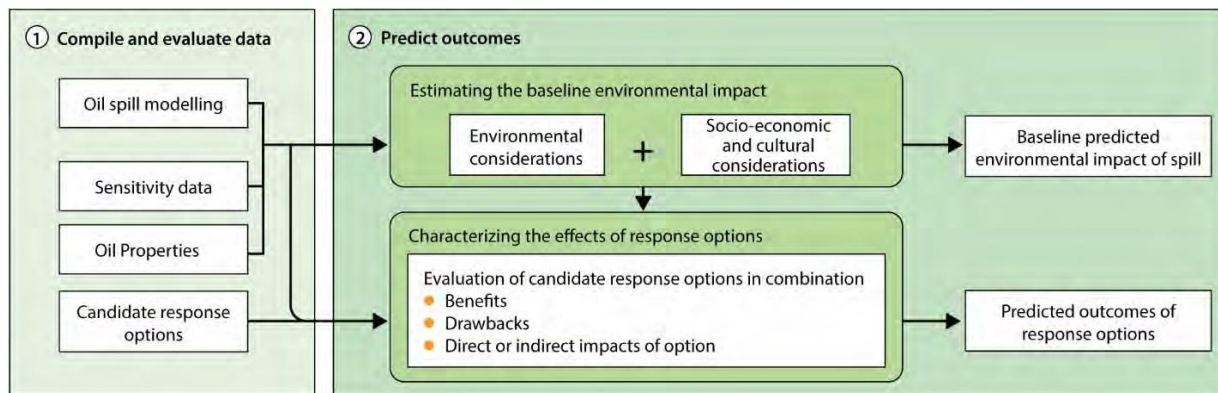 ① Compile and evaluate data
Oil spill modelling
Sensitivity data
Oil Properties
Candidate response
options
② Predict outcomes
Estimating the baseline environmental impact
Environmental
considerations
+
Socio-economic
and cultural
considerations
Baseline predicted
environmental impact of spill
Characterizing the effects of response options
Evaluation of candidate response options in combination
• Benefits
• Drawbacks
• Direct or indirect impacts of option
Predicted outcomes of
response options